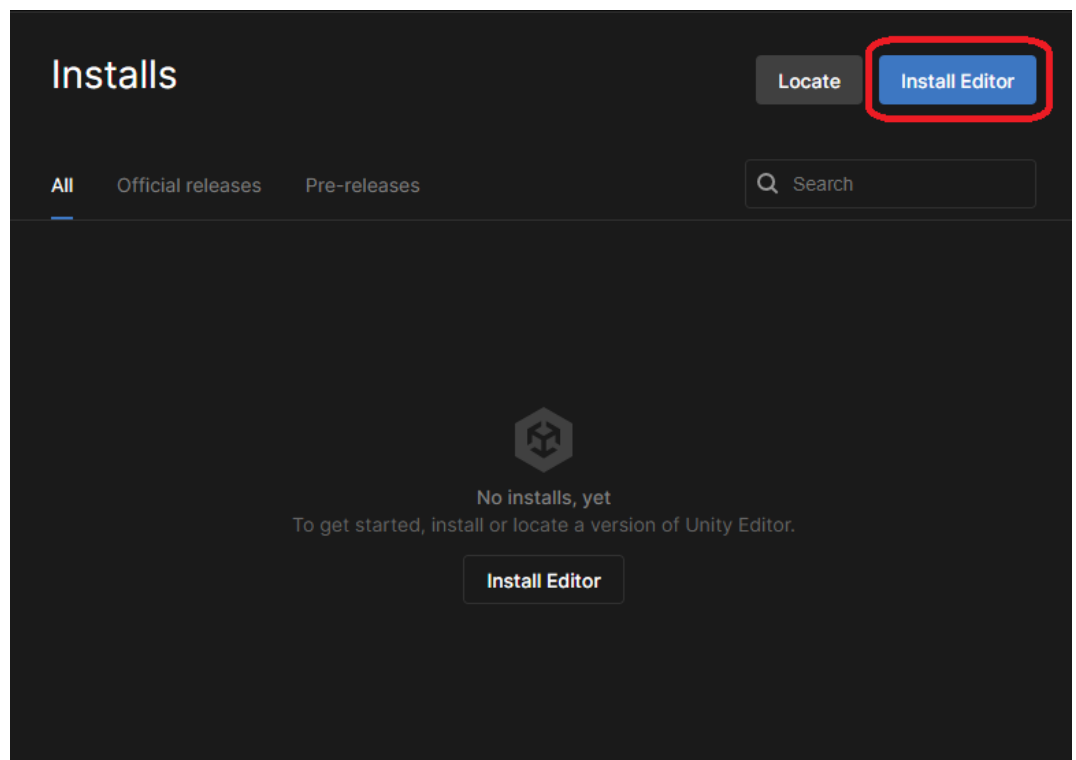 Installs
Locate
Install Editor
All
Official releases
Pre-releases
Search
No installs, yet
To get started, install or locate a version of Unity Editor.
Install Editor